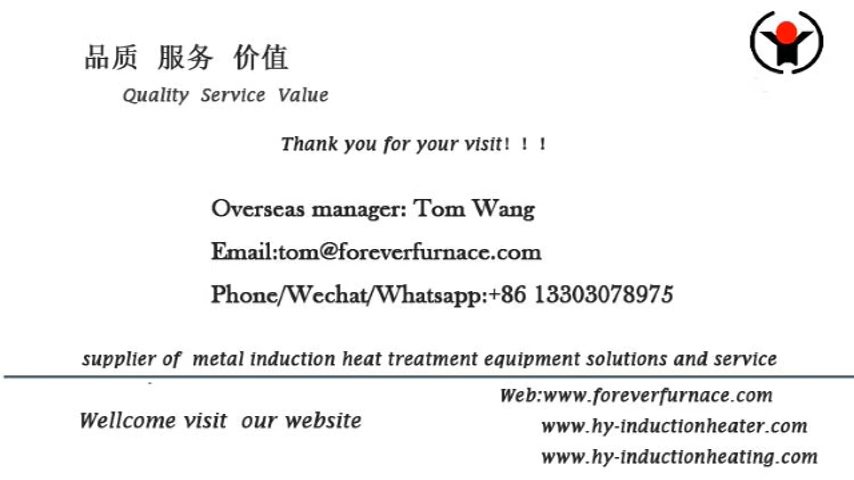 品质 服务 价值
Quality Service Value
Thank you for your visit！！！
Overseas manager: Tom Wang
Email:tom@foreverfurnace.com
Phone/Wechat/Whatsapp:+86 13303078975
supplier of metal induction heat treatment equipment solutions and service
Wellcome visit our website
Web:www.foreverfurnace.com
www.hy-inductionheater.com
www.hy-inductionheating.com